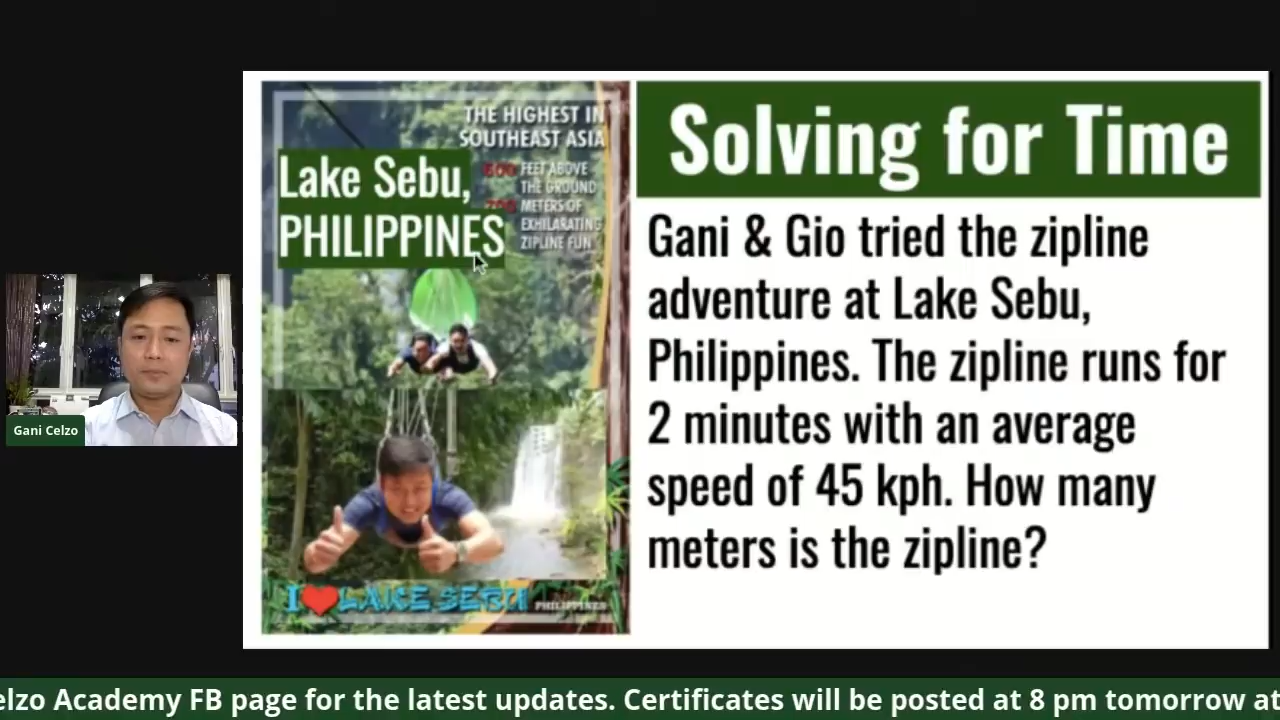 THE HIGHEST IN
SOUTHEAST ASIA
Lake Sebu,
PHILIPPINES
600 FEET ABOVE
THE GROUND
METERS OF
EXHILARATING
ZIPLINE FUN
I LAKE SEBU PHILIPPINES
Solving for Time
Gani & Gio tried the zipline
adventure at Lake Sebu,
Philippines. The zipline runs for
2 minutes with an average
speed of 45 kph. How many
meters is the zipline?
Gani Celzo
elzo Academy FB page for the latest updates. Certificates will be posted at 8 pm tomorrow at